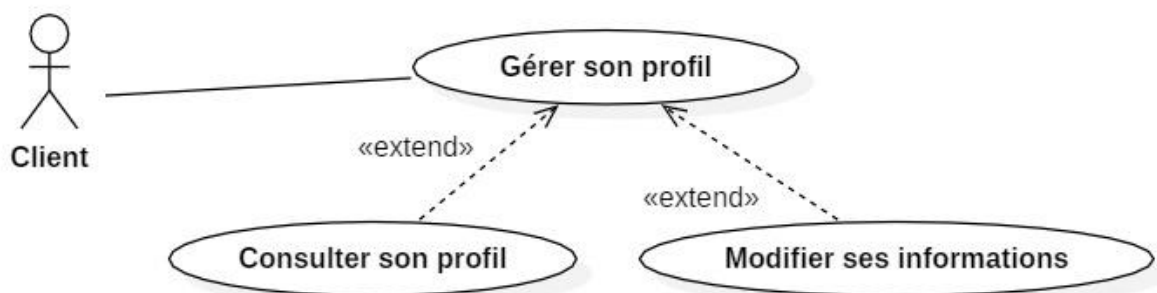 Gérer son profil
Client
«extend»
«extend»
Consulter son profil
Modifier ses informations